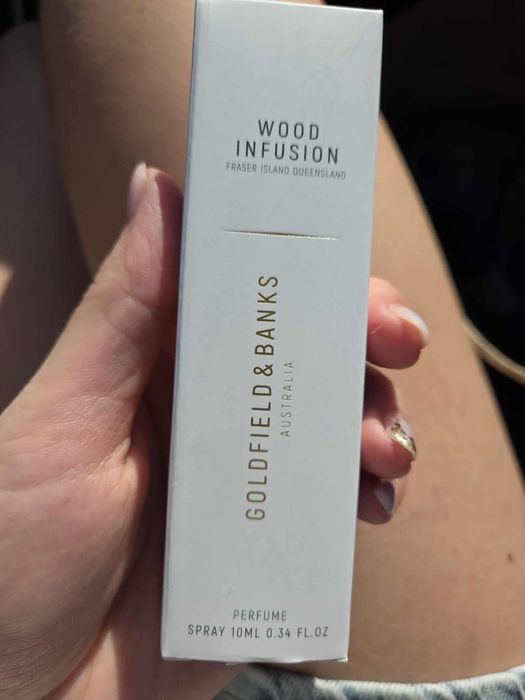 WOOD
INFUSION
FRASER ISLAND QUEENSLAND
GOLDFIELD & BANKS
AUSTRALIA
PERFUME
SPRAY 10ML 0.34 FL.OZ